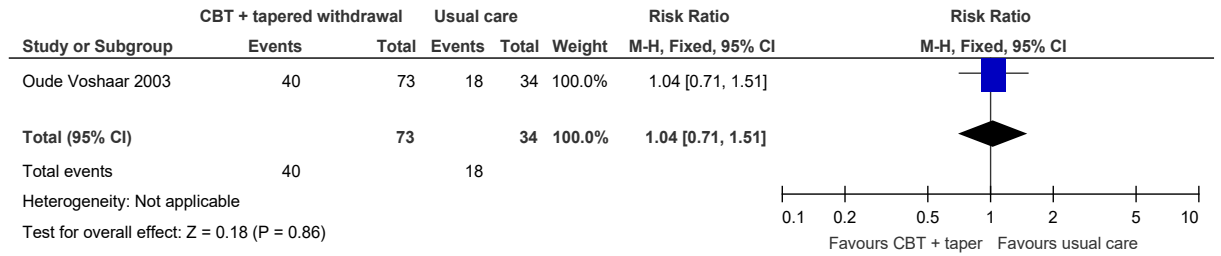 CBT + tapered withdrawal Usual care Risk Ratio Risk Ratio
Study or Subgroup Events Total Events Total Weight M-H, Fixed, 95% CI M-H, Fixed, 95% CI
Oude Voshaar 2003 40 73 18 34 100.0% 1.04 [0.71, 1.51]
Total (95% CI) 73 34 100.0% 1.04 [0.71, 1.51]
Total events 40 18
Heterogeneity: Not applicable
Test for overall effect: Z = 0.18 (P = 0.86)
0.1 0.2 0.5 1 2 5 10
Favours CBT + taper Favours usual care